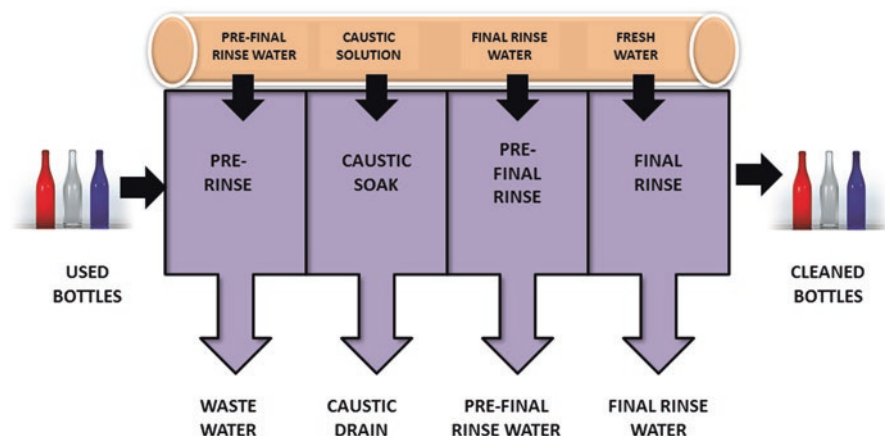 PRE-FINAL
RINSE WATER
CAUSTIC
SOLUTION
FINAL RINSE
WATER
FRESH
WATER
PRE-
RINSE
CAUSTIC
SOAK
PRE-
FINAL
RINSE
FINAL
RINSE
USED
BOTTLES
CLEANED
BOTTLES
WASTE
WATER
CAUSTIC
DRAIN
PRE-FINAL
RINSE WATER
FINAL RINSE
WATER